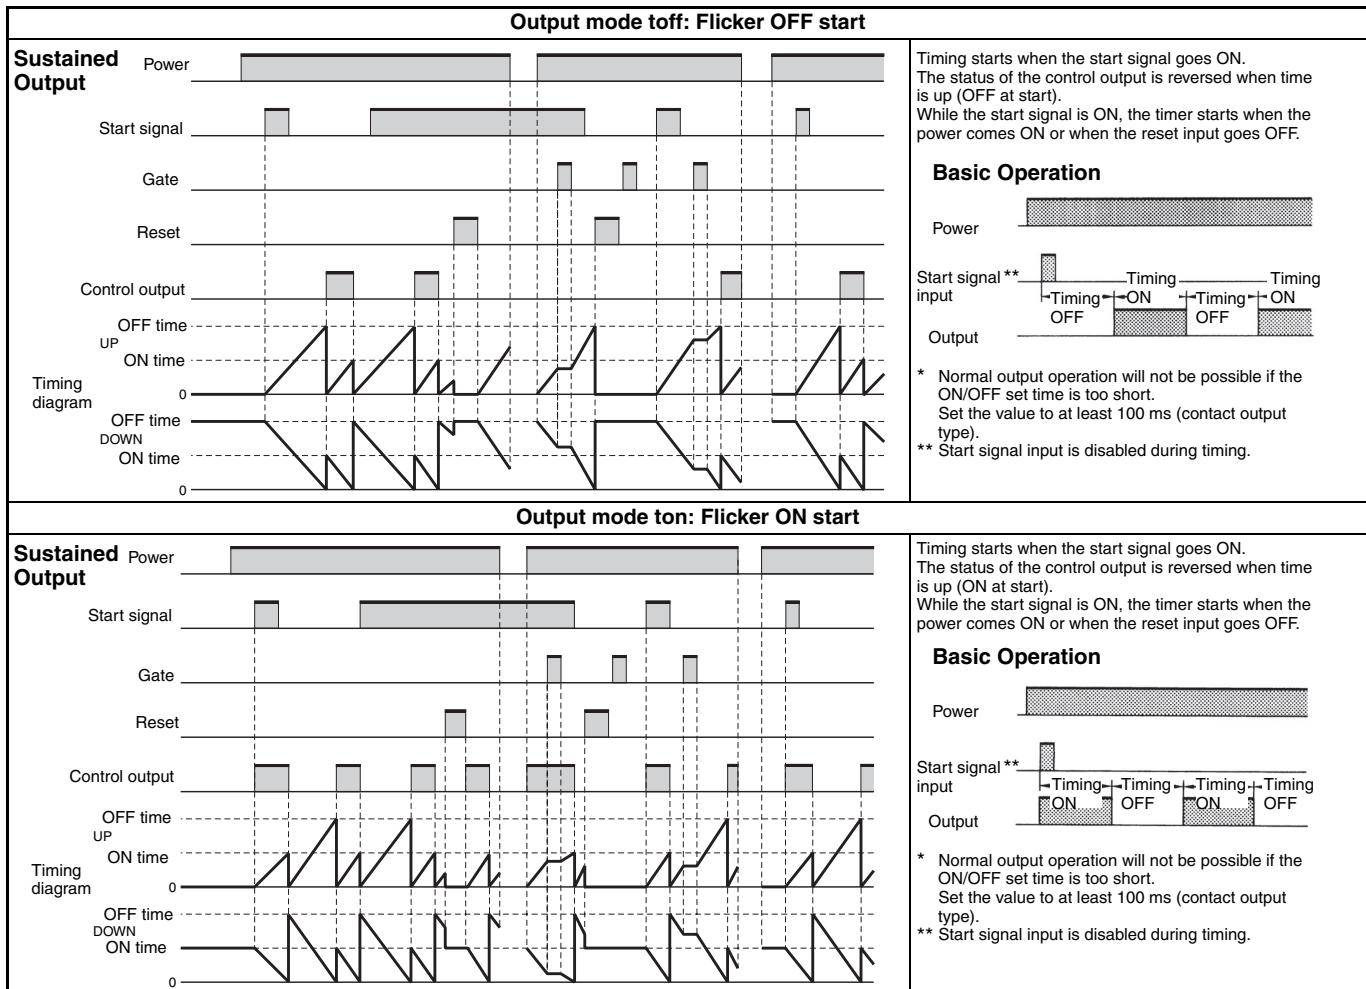 Output mode toff: Flicker OFF start
Sustained
Output
Power
Start signal
Gate
Reset
Control output
OFF time
UP
ON time
Timing
diagram
0
OFF time
DOWN
ON time
0
Timing starts when the start signal goes ON.
The status of the control output is reversed when time
is up (OFF at start).
While the start signal is ON, the timer starts when the
power comes ON or when the reset input goes OFF.
Basic Operation
Power
Start signal **
input
Timing
OFF
Timing
ON
Timing
OFF
Timing
ON
Output
* Normal output operation will not be possible if the
ON/OFF set time is too short.
Set the value to at least 100 ms (contact output
type).
** Start signal input is disabled during timing.
Output mode ton: Flicker ON start
Sustained
Output
Power
Start signal
Gate
Reset
Control output
OFF time
UP
ON time
Timing
diagram
0
OFF time
DOWN
ON time
0
Timing starts when the start signal goes ON.
The status of the control output is reversed when time
is up (ON at start).
While the start signal is ON, the timer starts when the
power comes ON or when the reset input goes OFF.
Basic Operation
Power
Start signal **
input
Timing
ON
Timing
OFF
Timing
ON
Timing
OFF
Output
* Normal output operation will not be possible if the
ON/OFF set time is too short.
Set the value to at least 100 ms (contact output
type).
** Start signal input is disabled during timing.